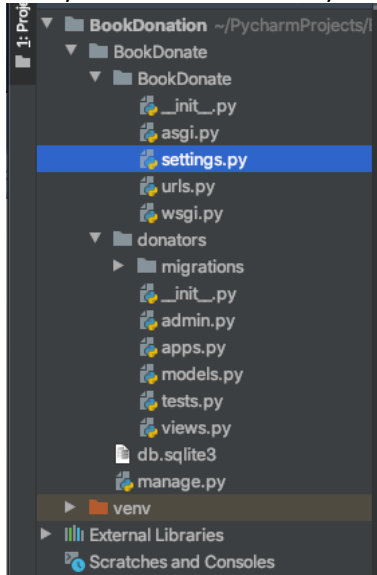 1: Proj
BookDonation ~/PycharmProjects/
BookDonate
BookDonate
__init__.py
asgi.py
settings.py
urls.py
wsgi.py
donators
migrations
__init__.py
admin.py
apps.py
models.py
tests.py
views.py
db.sqlite3
manage.py
venv
External Libraries
Scratches and Consoles